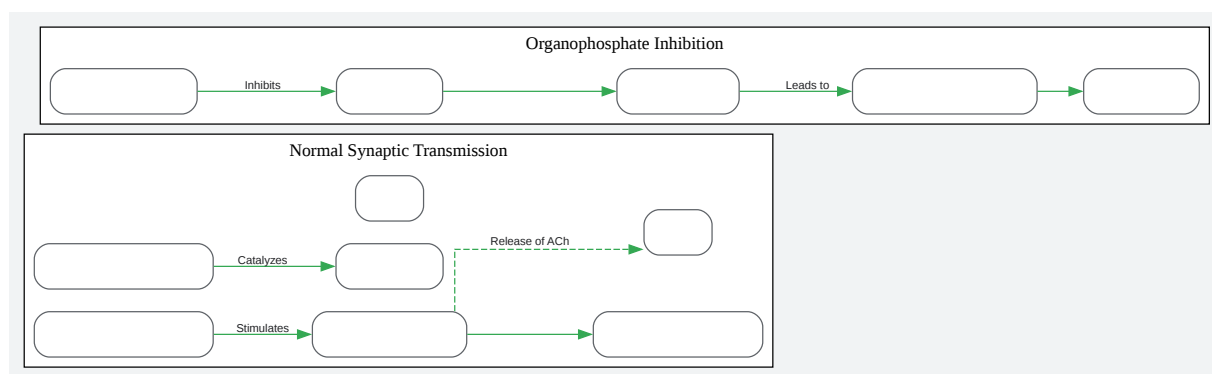 Organophosphate Inhibition
Inhibits
Leads to
Normal Synaptic Transmission
Release of ACh
Catalyzes
Stimulates